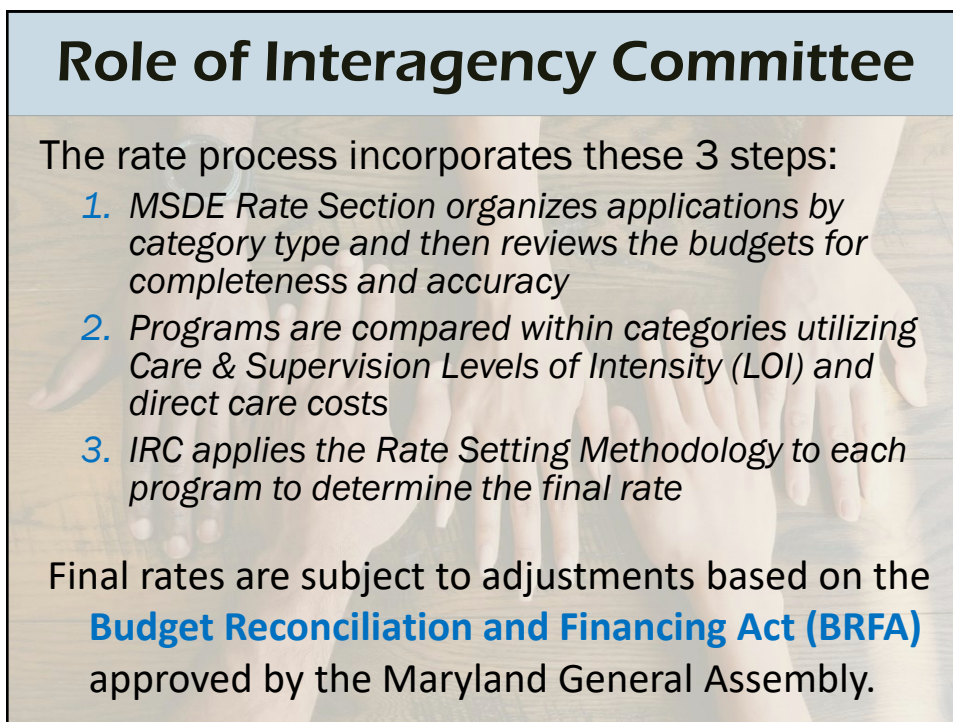 Role of Interagency Committee
The rate process incorporates these 3 steps:
1. MSDE Rate Section organizes applications by
category type and then reviews the budgets for
completeness and accuracy
2. Programs are compared within categories utilizing
Care & Supervision Levels of Intensity (LOI) and
direct care costs
3. IRC applies the Rate Setting Methodology to each
program to determine the final rate
Final rates are subject to adjustments based on the
Budget Reconciliation and Financing Act (BRFA)
approved by the Maryland General Assembly.